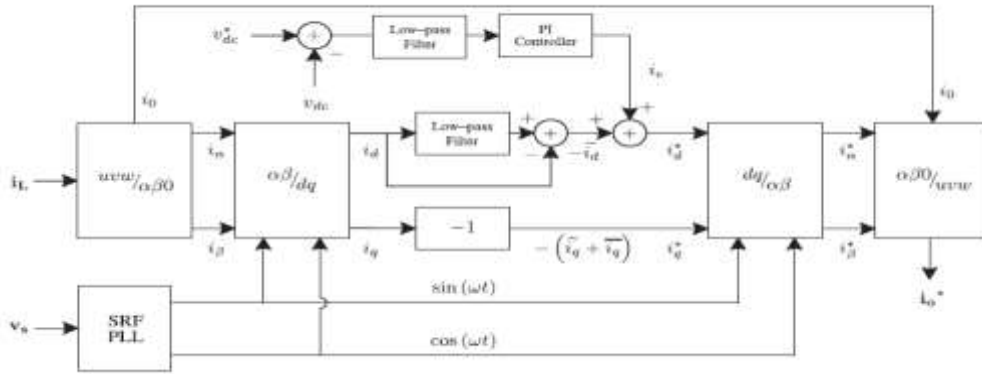 v*dc
+
−
Low–pass
Filter
PI
Controller
vdc
iv
i0
i0
+
iα
id
Low–pass
Filter
+
−
+
−ĩd
+
+
i*d
i*α
iL
uvw/αβ0
αβ/dq
dq/αβ
αβ0/uvw
iβ
iq
−1
− (ĩq + īq)
i*q
i*β
sin (ωt)
io*
vs
SRF
PLL
cos (ωt)